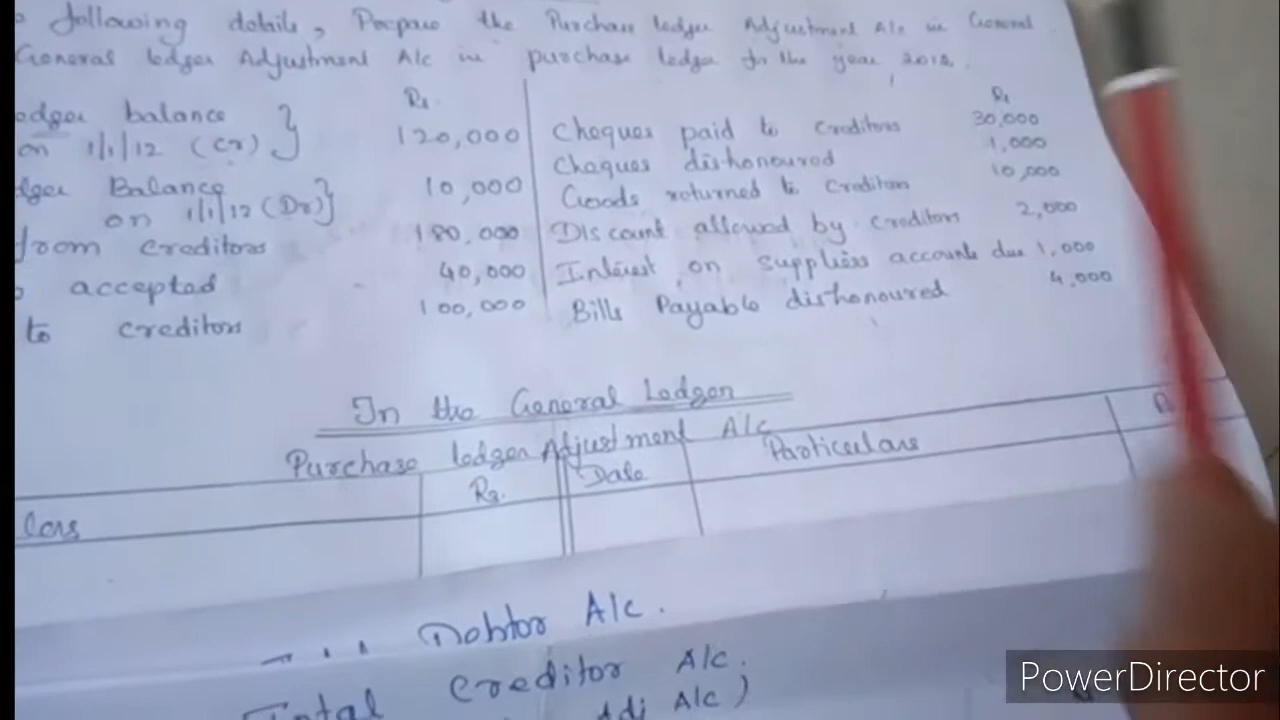 following details, Prepare the Purchase ledger Adjustment A/c in General
General ledger Adjustment A/c in purchase ledger for the year 2012.
Rs.
Rs
edger balance
on 1/1/12 (Cr) } 120,000
dger Balance
on 1/1/12 (Dr) } 10,000
from creditors 180,000
accepted 40,000
to creditors 100,000
Cheques paid to creditors 30,000
Cheques dishonoured 1,000
Goods returned to creditors 10,000
Discount allowed by creditors 2,000
Interest on suppliers accounts due 1,000
Bills Payable dishonoured 4,000
In the General Ledger
Purchase ledger Adjustment A/c
lars Rs. Date Particulars
Debtor A/c.
Total Creditor A/c.
Adj A/c)
PowerDirector